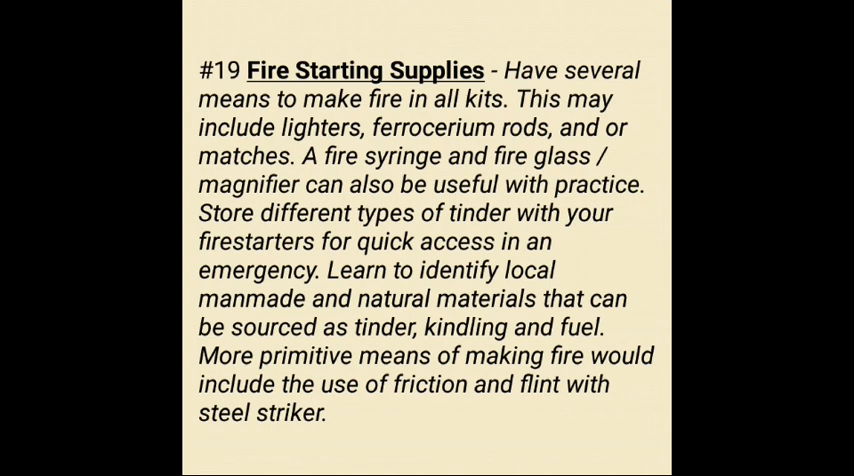 #19 Fire Starting Supplies - Have several
means to make fire in all kits. This may
include lighters, ferrocerium rods, and or
matches. A fire syringe and fire glass /
magnifier can also be useful with practice.
Store different types of tinder with your
firestarters for quick access in an
emergency. Learn to identify local
manmade and natural materials that can
be sourced as tinder, kindling and fuel.
More primitive means of making fire would
include the use of friction and flint with
steel striker.